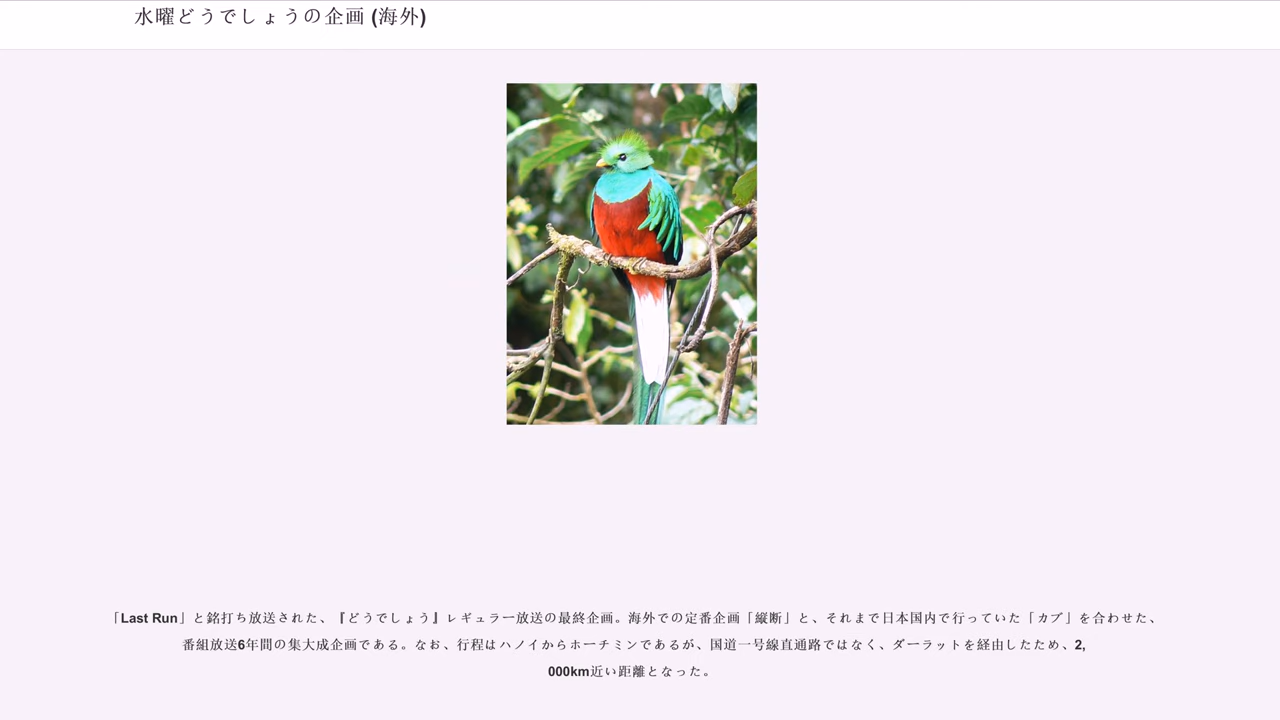 水曜どうでしょうの企画 (海外)
「Last Run」と銘打ち放送された、『どうでしょう』レギュラー放送の最終企画。海外での定番企画「縦断」と、それまで日本国内で行っていた「カブ」を合わせた、
番組放送6年間の集大成企画である。なお、行程はハノイからホーチミンであるが、国道一号線直通路ではなく、ダーラットを経由したため、2,
000km近い距離となった。